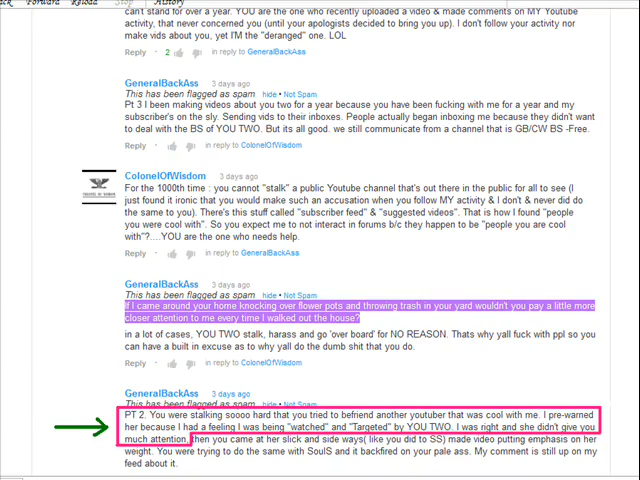 Back Forward Reload Stop History
can't stand for over a year. YOU are the one who recently uploaded a video & made comments on MY Youtube
activity, that never concerned you (until your apologists decided to bring you up). I don't follow your activity nor
make vids about you, yet I'M the "deranged" one. LOL
Reply · 2 in reply to GeneralBackAss
GeneralBackAss 3 days ago
This has been flagged as spam hide • Not Spam
Pt 3 I been making videos about you two for a year because you have been fucking with me for a year and my
subscriber's on the sly. Sending vids to their inboxes. People actually began inboxing me because they didn't want
to deal with the BS of YOU TWO. But its all good. we still communicate from a channel that is GB/CW BS -Free.
Reply · in reply to ColonelOfWisdom
ColonelOfWisdom 3 days ago
For the 1000th time : you cannot "stalk" a public Youtube channel that's out there in the public for all to see (I
just found it ironic that you would make such an accusation when you follow MY activity & I don't & never did do
the same to you). There's this stuff called "subscriber feed" & "suggested videos". That is how I found "people
you were cool with". So you expect me to not interact in forums b/c they happen to be "people you are cool
with"?....YOU are the one who needs help.
Reply · in reply to GeneralBackAss
GeneralBackAss 3 days ago
This has been flagged as spam hide • Not Spam
If I came around your home knocking over flower pots and throwing trash in your yard wouldn't you pay a little more
closer attention to me every time I walked out the house?
in a lot of cases, YOU TWO stalk, harass and go 'over board' for NO REASON. Thats why yall fuck with ppl so you
can have a built in excuse as to why yall do the dumb shit that you do.
Reply · in reply to ColonelOfWisdom
GeneralBackAss 3 days ago
This has been flagged as spam hide • Not Spam
PT 2. You were stalking soooo hard that you tried to befriend another youtuber that was cool with me. I pre-warned
her because I had a feeling I was being "watched" and "Targeted" by YOU TWO. I was right and she didn't give you
much attention, then you came at her slick and side ways( like you did to SS) made video putting emphasis on her
weight. You were trying to do the same with SoulS and it backfired on your pale ass. My comment is still up on my
feed about it.